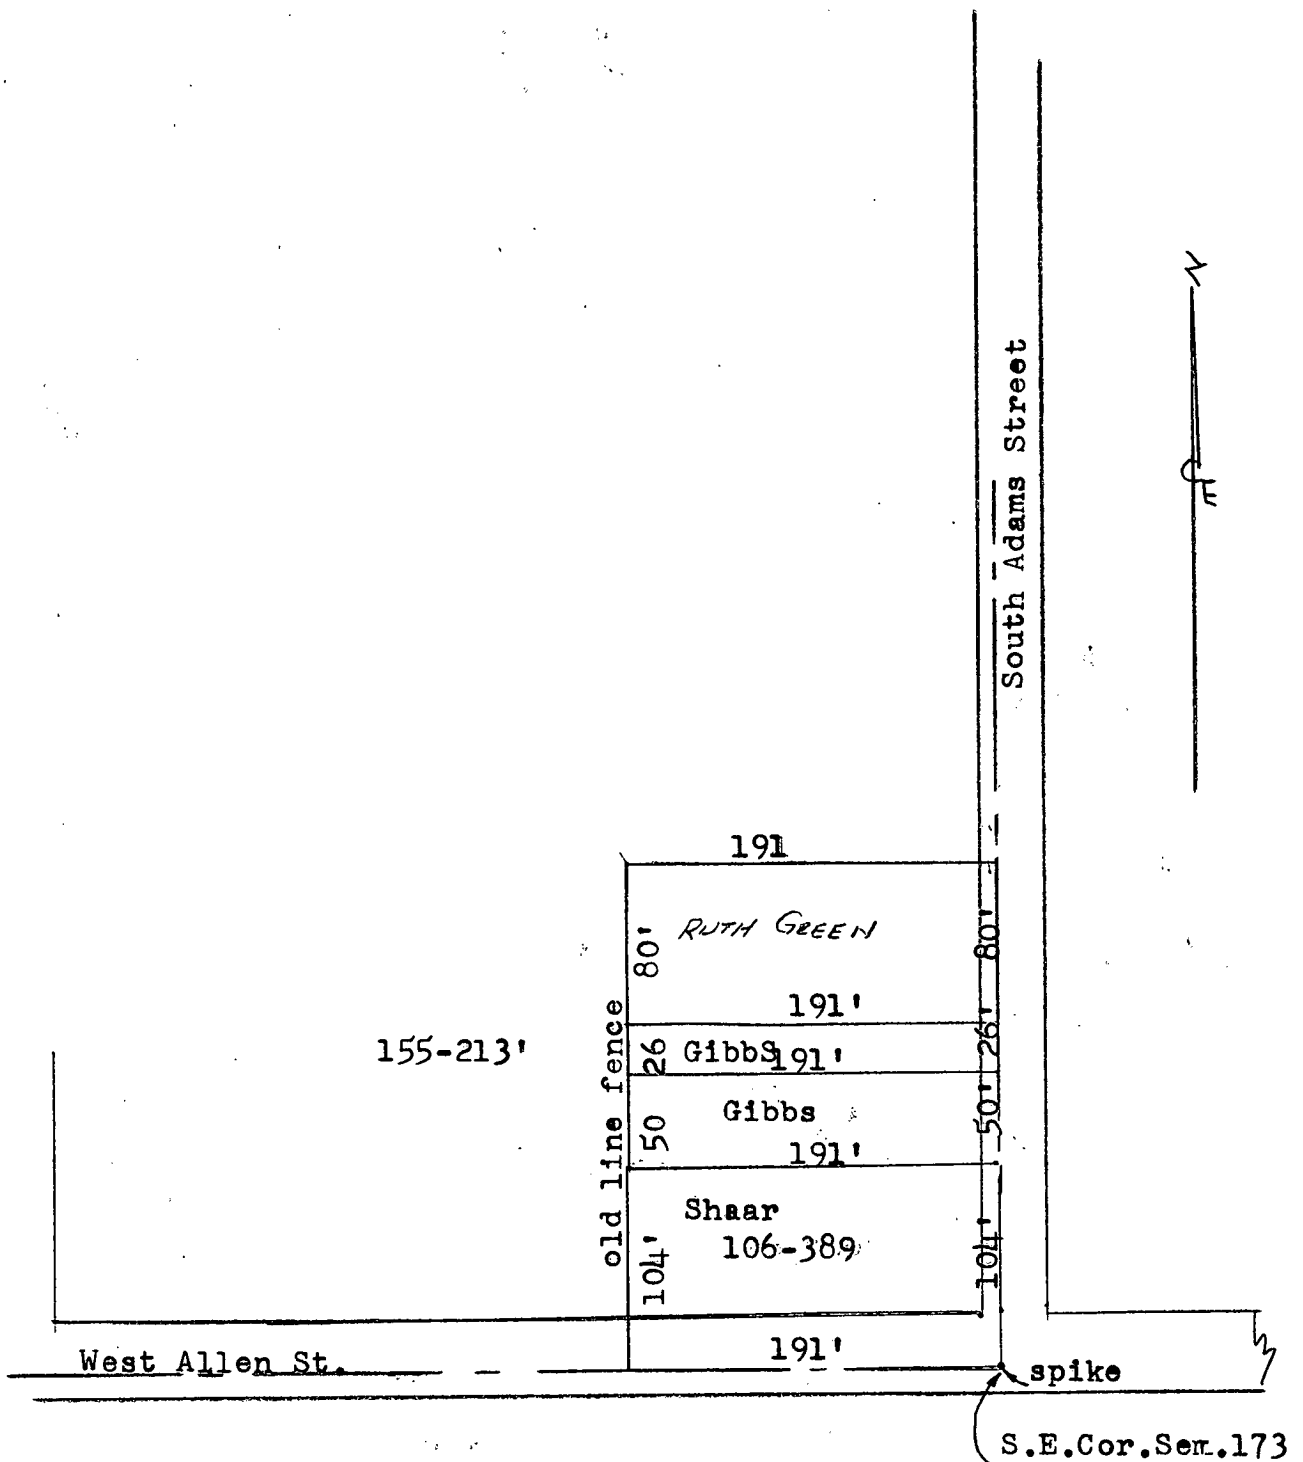 N
South Adams Street
191
RUTH GREEN
80'
80'
191'
old line fence
155-213'
26
GibbS
191'
26'
50
Gibbs
50'
191'
Shaar
106-389
104'
104'
West Allen St.
191'
spike
S.E.Cor.Sem.173